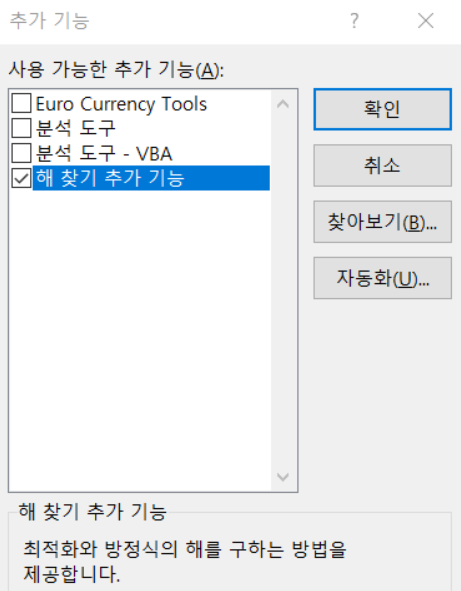 추가 기능 ?
사용 가능한 추가 기능(A):
Euro Currency Tools
분석 도구
분석 도구 - VBA
해 찾기 추가 기능
확인
취소
찾아보기(B)...
자동화(U)...
해 찾기 추가 기능
최적화와 방정식의 해를 구하는 방법을
제공합니다.